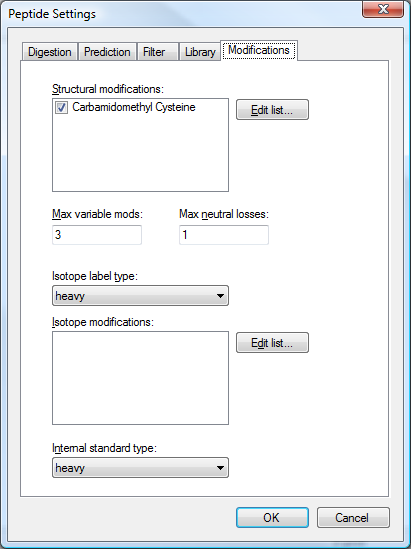 Peptide Settings
Digestion Prediction Filter Library Modifications
Structural modifications:
Carbamidomethyl Cysteine
Edit list...
Max variable mods: Max neutral losses:
3 1
Isotope label type:
heavy
Isotope modifications:
Edit list...
Internal standard type:
heavy
OK Cancel